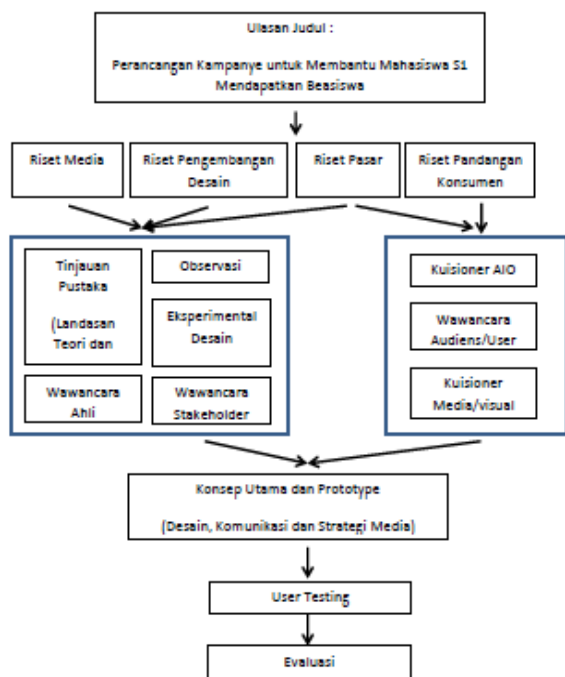 Ulasan Judul :
Perancangan Kampanye untuk Membantu Mahasiswa S1
Mendapatkan Beasiswa
Riset Media
Riset Pengembangan
Desain
Riset Pasar
Riset Pandangan
Konsumen
Tinjauan
Pustaka
(Landasan
Teori dan
Observasi
Eksperimental
Desain
Wawancara
Ahli
Wawancara
Stakeholder
Kuisioner AIO
Wawancara
Audiens/User
Kuisioner
Media/visual
Konsep Utama dan Prototype
(Desain, Komunikasi dan Strategi Media)
User Testing
Evaluasi